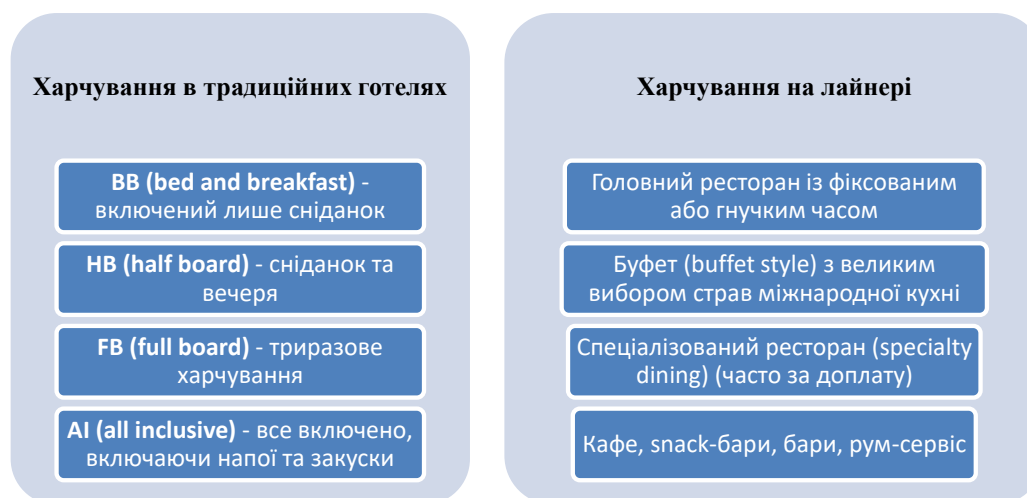 Харчування в традиційних готелях
BB (bed and breakfast) -
включений лише сніданок
HB (half board) - сніданок та
вечеря
FB (full board) - триразове
харчування
AI (all inclusive) - все включено,
включаючи напої та закуски
Харчування на лайнері
Головний ресторан із фіксованим
або гнучким часом
Буфет (buffet style) з великим
вибором страв міжнародної кухні
Спеціалізований ресторан (specialty
dining) (часто за доплату)
Кафе, snack-бари, бари, рум-сервіс